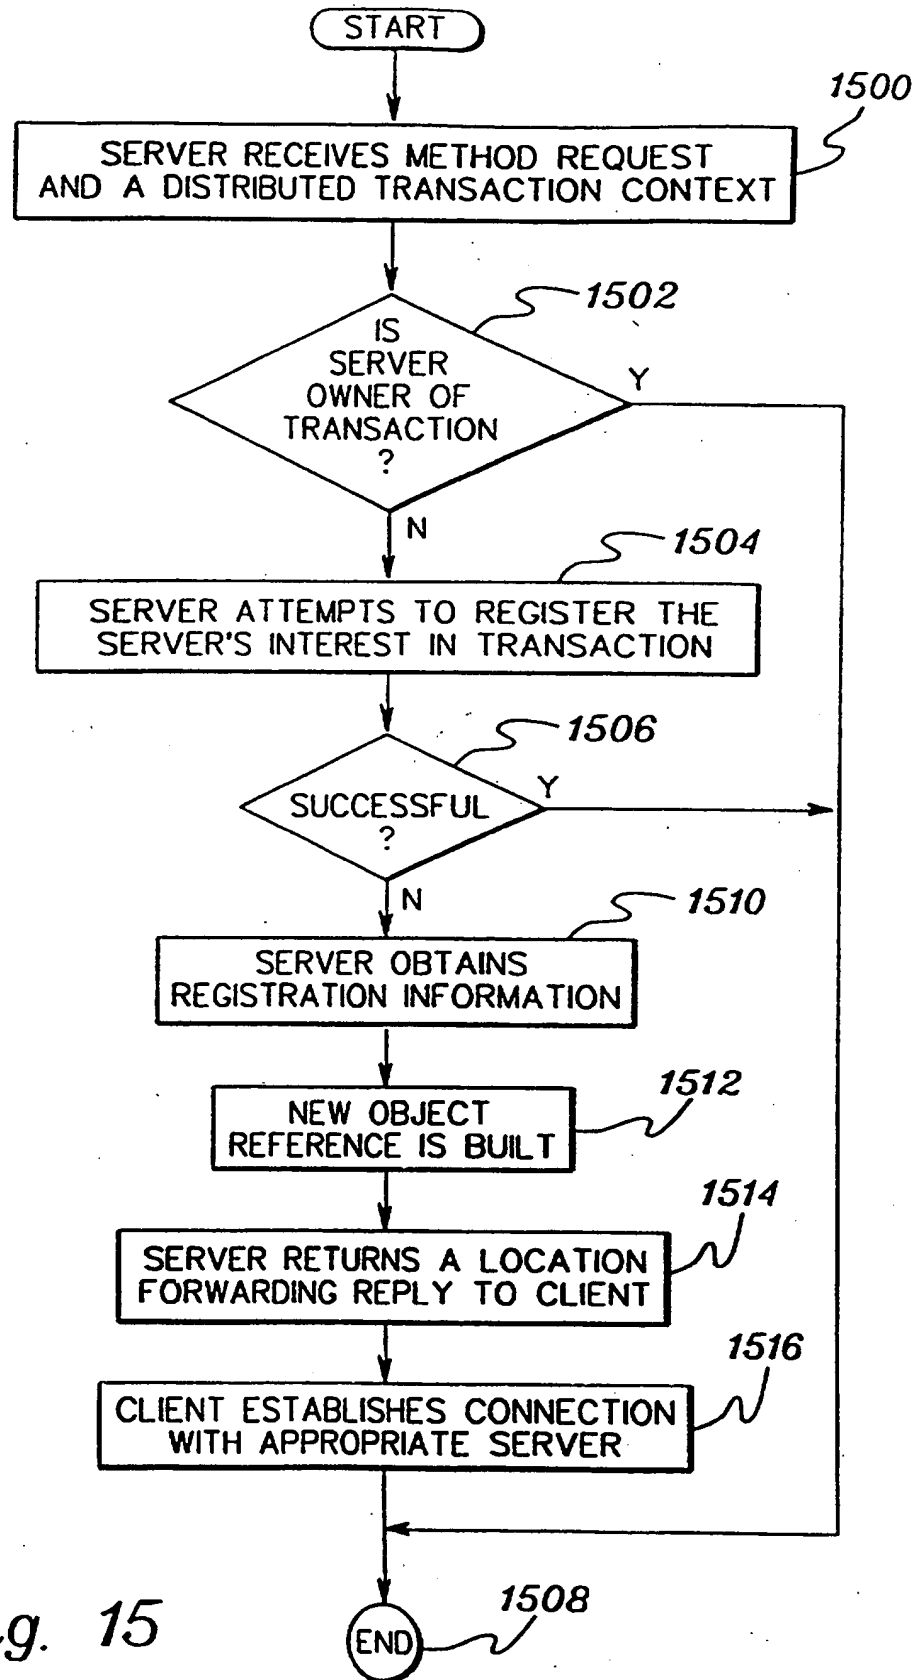 START
1500
SERVER RECEIVES METHOD REQUEST
AND A DISTRIBUTED TRANSACTION CONTEXT
1502
IS
SERVER
OWNER OF
TRANSACTION
?
Y
N
1504
SERVER ATTEMPTS TO REGISTER THE
SERVER'S INTEREST IN TRANSACTION
1506
SUCCESSFUL
?
Y
N
1510
SERVER OBTAINS
REGISTRATION INFORMATION
1512
NEW OBJECT
REFERENCE IS BUILT
1514
SERVER RETURNS A LOCATION
FORWARDING REPLY TO CLIENT
1516
CLIENT ESTABLISHES CONNECTION
WITH APPROPRIATE SERVER
1508
END
g. 15